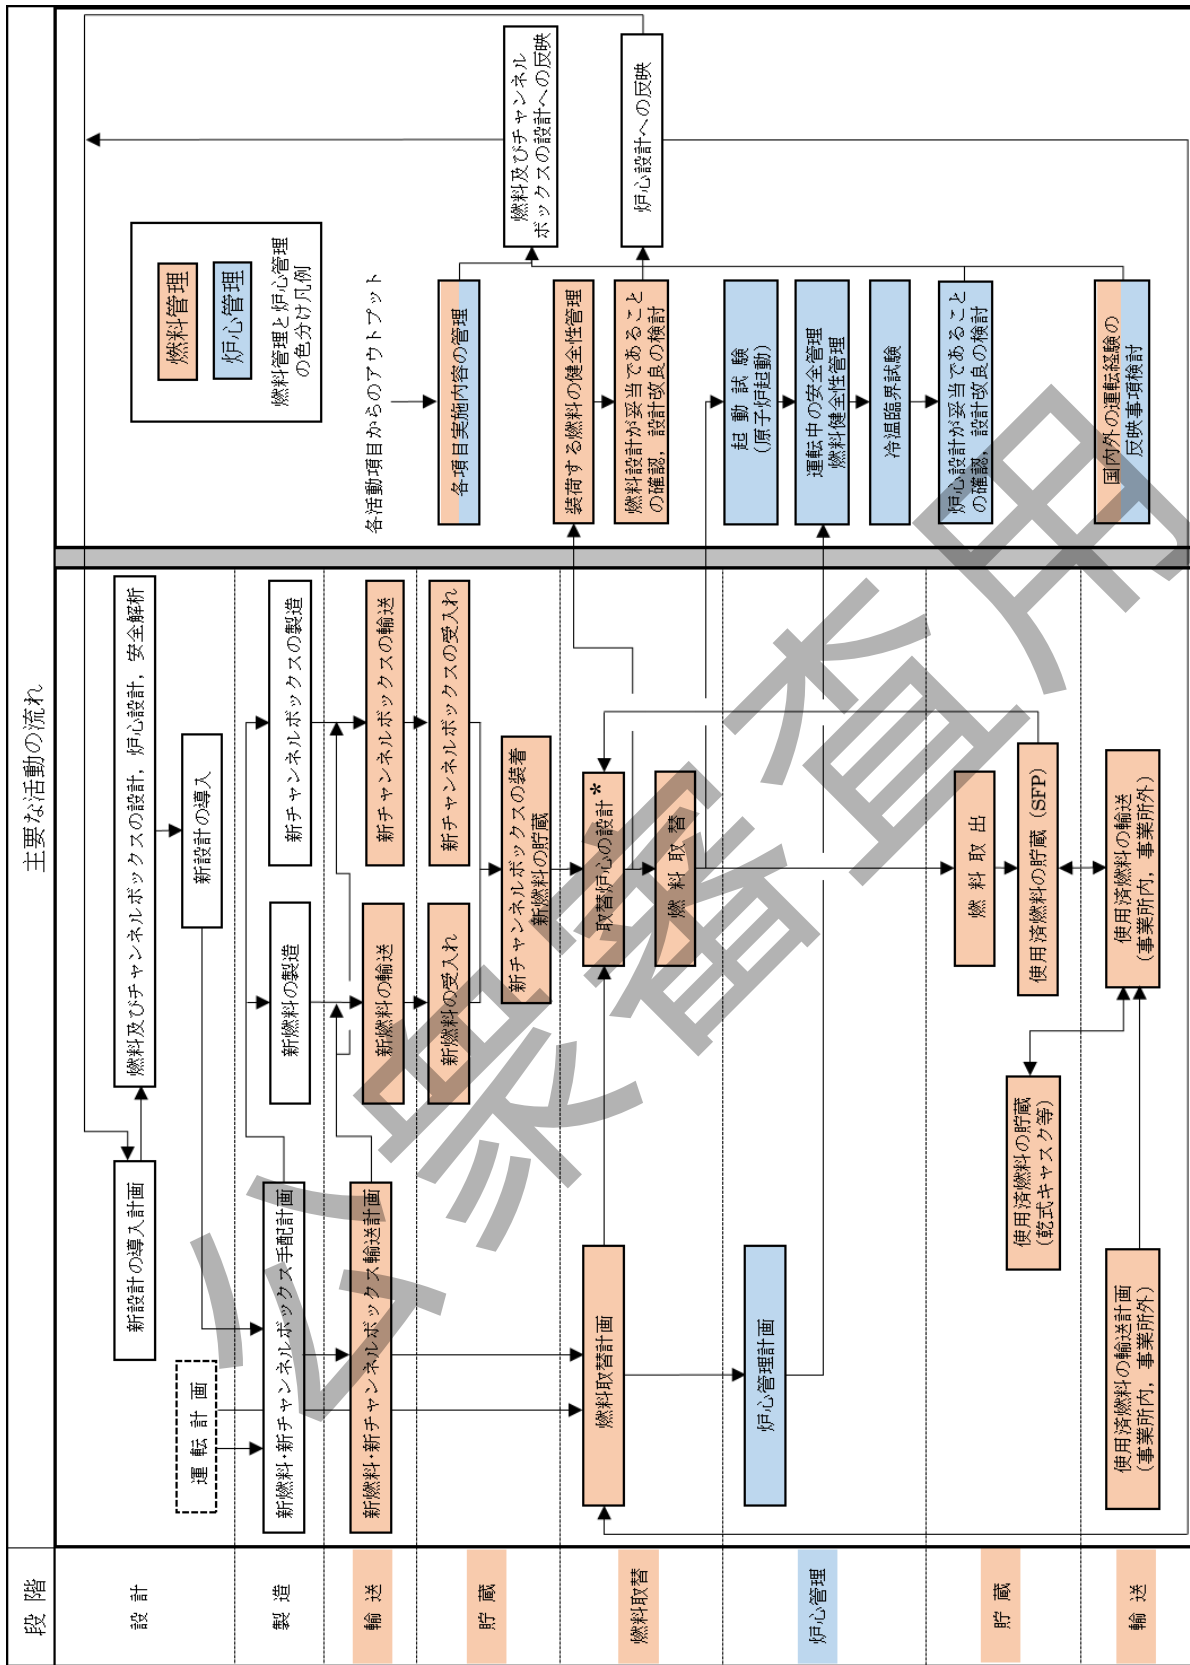 主要な活動の流れ
段階
設計
製造
輸送
貯蔵
燃料取替
炉心管理
貯蔵
輸送
運転計画
新設計の導入計画
燃料及びチャンネルボックスの設計，炉心設計，安全解析
新設計の導入
新燃料・新チャンネルボックス手配計画
新燃料の製造
新チャンネルボックスの製造
新燃料・新チャンネルボックス輸送計画
新燃料の輸送
新チャンネルボックスの輸送
新燃料の受入れ
新チャンネルボックスの受入れ
新チャンネルボックスの装着
新燃料の貯蔵
燃料取替計画
取替炉心の設計*
燃料取替
炉心管理計画
燃料取出
使用済燃料の貯蔵（SFP）
使用済燃料の貯蔵
（乾式キャスク等）
使用済燃料の輸送計画
（事業所内，事業所外）
使用済燃料の輸送
（事業所内，事業所外）
燃料管理
炉心管理
燃料管理と炉心管理
の色分け凡例
各活動項目からのアウトプット
各項目実施内容の管理
燃料及びチャンネル
ボックスの設計への反映
装荷する燃料の健全性管理
燃料設計が妥当であること
の確認，設計改良の検討
炉心設計への反映
起動試験
（原子炉起動）
運転中の安全管理
燃料健全性管理
冷温臨界試験
炉心設計が妥当であること
の確認，設計改良の検討
国内外の運転経験の
反映事項検討
公衆審査用